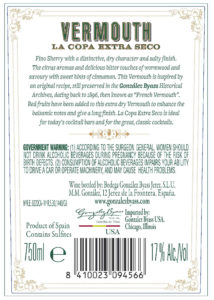 VERMOUTH
LA COPA EXTRA SECO
Fino Sherry with a distinctive, dry character and salty finish.
The citrus aromas and delicious bitter touches of wormwood and
savoury with sweet hints of cinnamon. This Vermouth is inspired by
an original recipe, still preserved in the González Byass Historical
Archives, dating back to 1896, then known as "French Vermouth".
Red fruits have been added to this extra dry Vermouth to enhance the
balsamic notes and give a long finish. La Copa Extra Seco is ideal
for today's cocktail bars and for the great, classic cocktails.
GOVERNMENT WARNING: (1) ACCORDING TO THE SURGEON GENERAL, WOMEN SHOULD
NOT DRINK ALCOHOLIC BEVERAGES DURING PREGNANCY BECAUSE OF THE RISK OF
BIRTH DEFECTS. (2) CONSUMPTION OF ALCOHOLIC BEVERAGES IMPAIRS YOUR ABILITY
TO DRIVE A CAR OR OPERATE MACHINERY, AND MAY CAUSE HEALTH PROBLEMS.
Wine bottled by: Bodega González Byass Jerez, S.L.U.
M.M. González, 12 Jerez de la Frontera, España.
www.gonzalezbyass.com
Imported by:
González Byass USA.
Chicago, Illinois
USA
Product of Spain
Contains Sulfites
750ml e
17% Alc./Vol
8 410023 094566